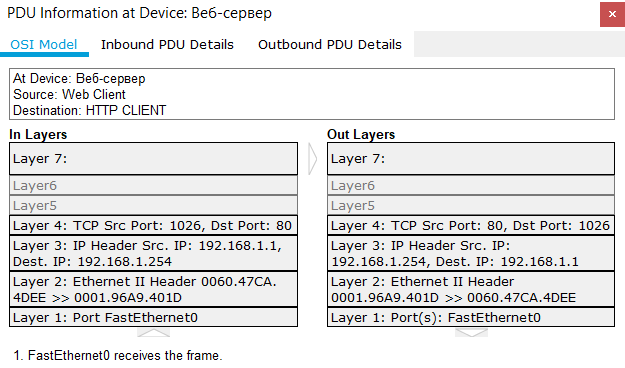 PDU Information at Device: Веб-сервер
OSI Model Inbound PDU Details Outbound PDU Details
At Device: Веб-сервер
Source: Web Client
Destination: HTTP CLIENT
In Layers
Layer 7:
Layer6
Layer5
Layer 4: TCP Src Port: 1026, Dst Port: 80
Layer 3: IP Header Src. IP: 192.168.1.1,
Dest. IP: 192.168.1.254
Layer 2: Ethernet II Header 0060.47CA.
4DEE >> 0001.96A9.401D
Layer 1: Port FastEthernet0
Out Layers
Layer 7:
Layer6
Layer5
Layer 4: TCP Src Port: 80, Dst Port: 1026
Layer 3: IP Header Src. IP:
192.168.1.254, Dest. IP: 192.168.1.1
Layer 2: Ethernet II Header
0001.96A9.401D >> 0060.47CA.4DEE
Layer 1: Port(s): FastEthernet0
1. FastEthernet0 receives the frame.